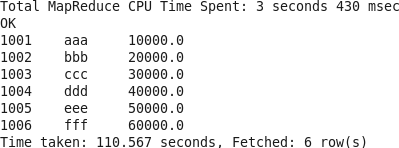 Total MapReduce CPU Time Spent: 3 seconds 430 msec
OK
1001    aaa     10000.0
1002    bbb     20000.0
1003    ccc     30000.0
1004    ddd     40000.0
1005    eee     50000.0
1006    fff     60000.0
Time taken: 110.567 seconds, Fetched: 6 row(s)